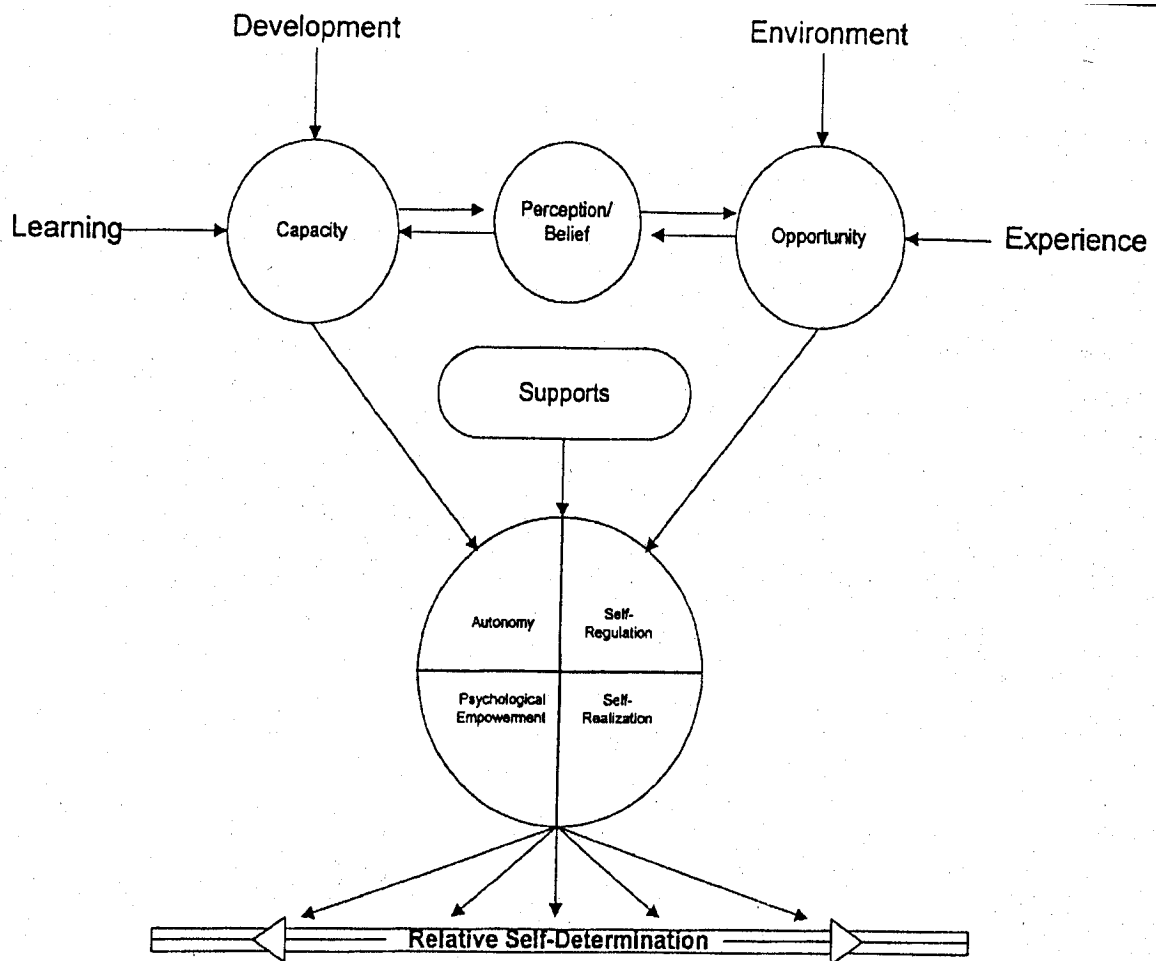 Development
Environment
Learning
Capacity
Perception/
Belief
Opportunity
Experience
Supports
Autonomy
Self-
Regulation
Psychological
Empowerment
Self-
Realization
Relative Self-Determination